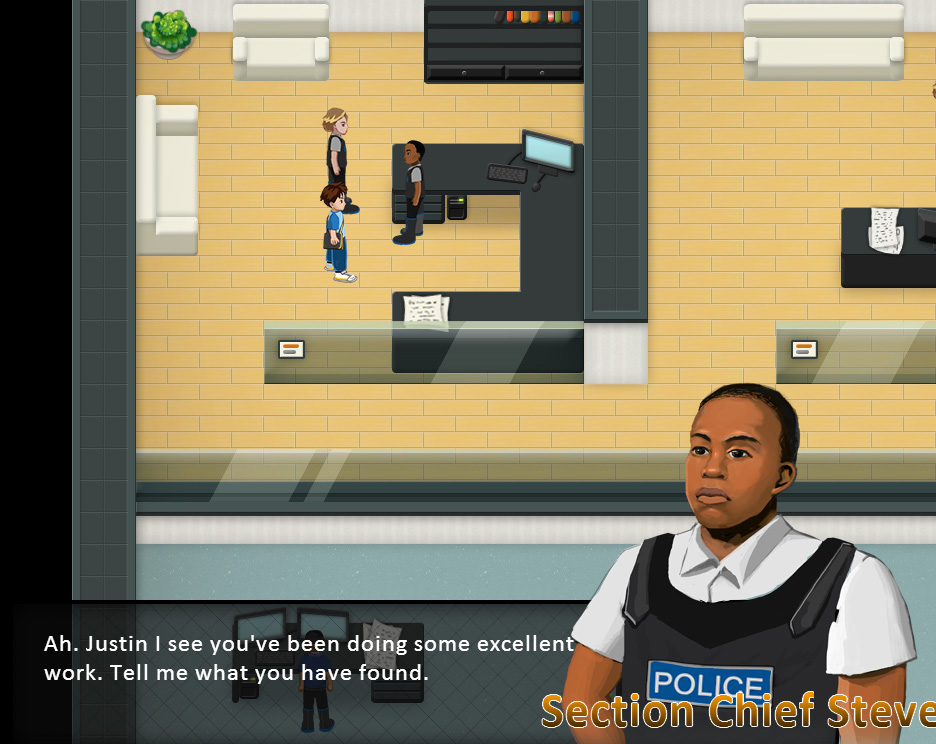 Ah. Justin I see you've been doing some excellent
work. Tell me what you have found.
POLICE
Section Chief Steve